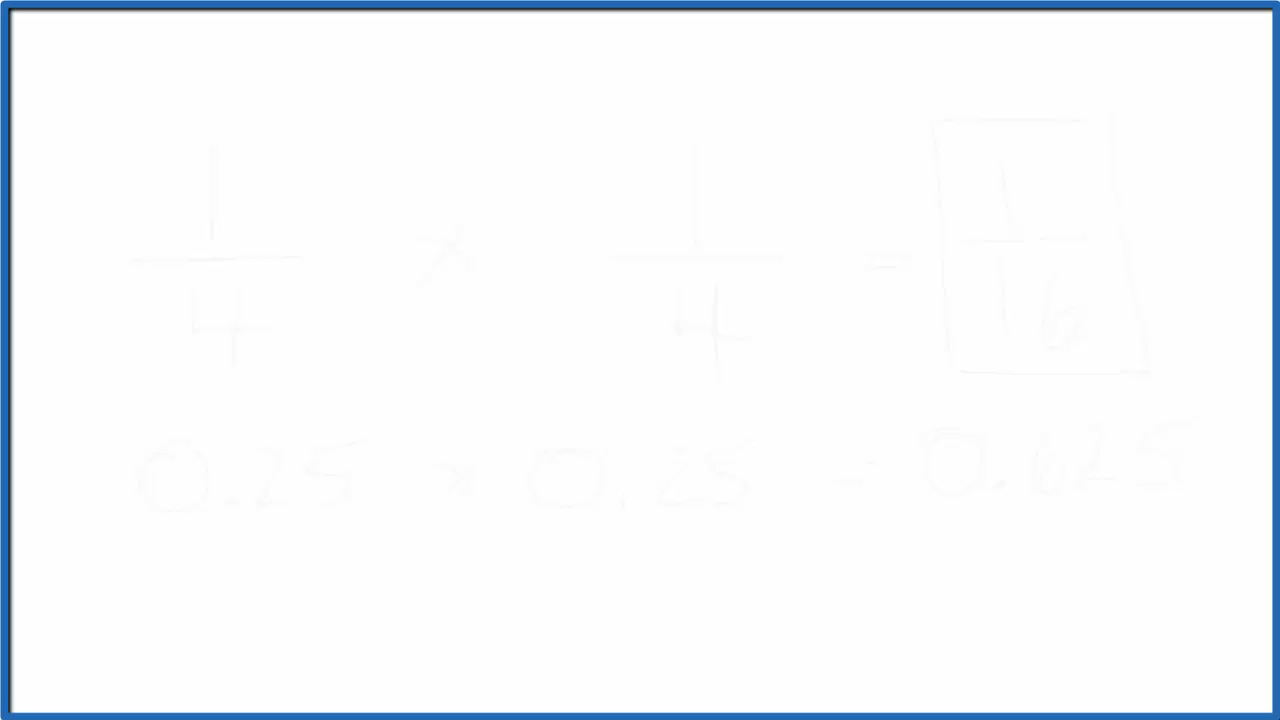 1/4 × 1/4 = 1/16
0.25 × 0.25 = 0.625